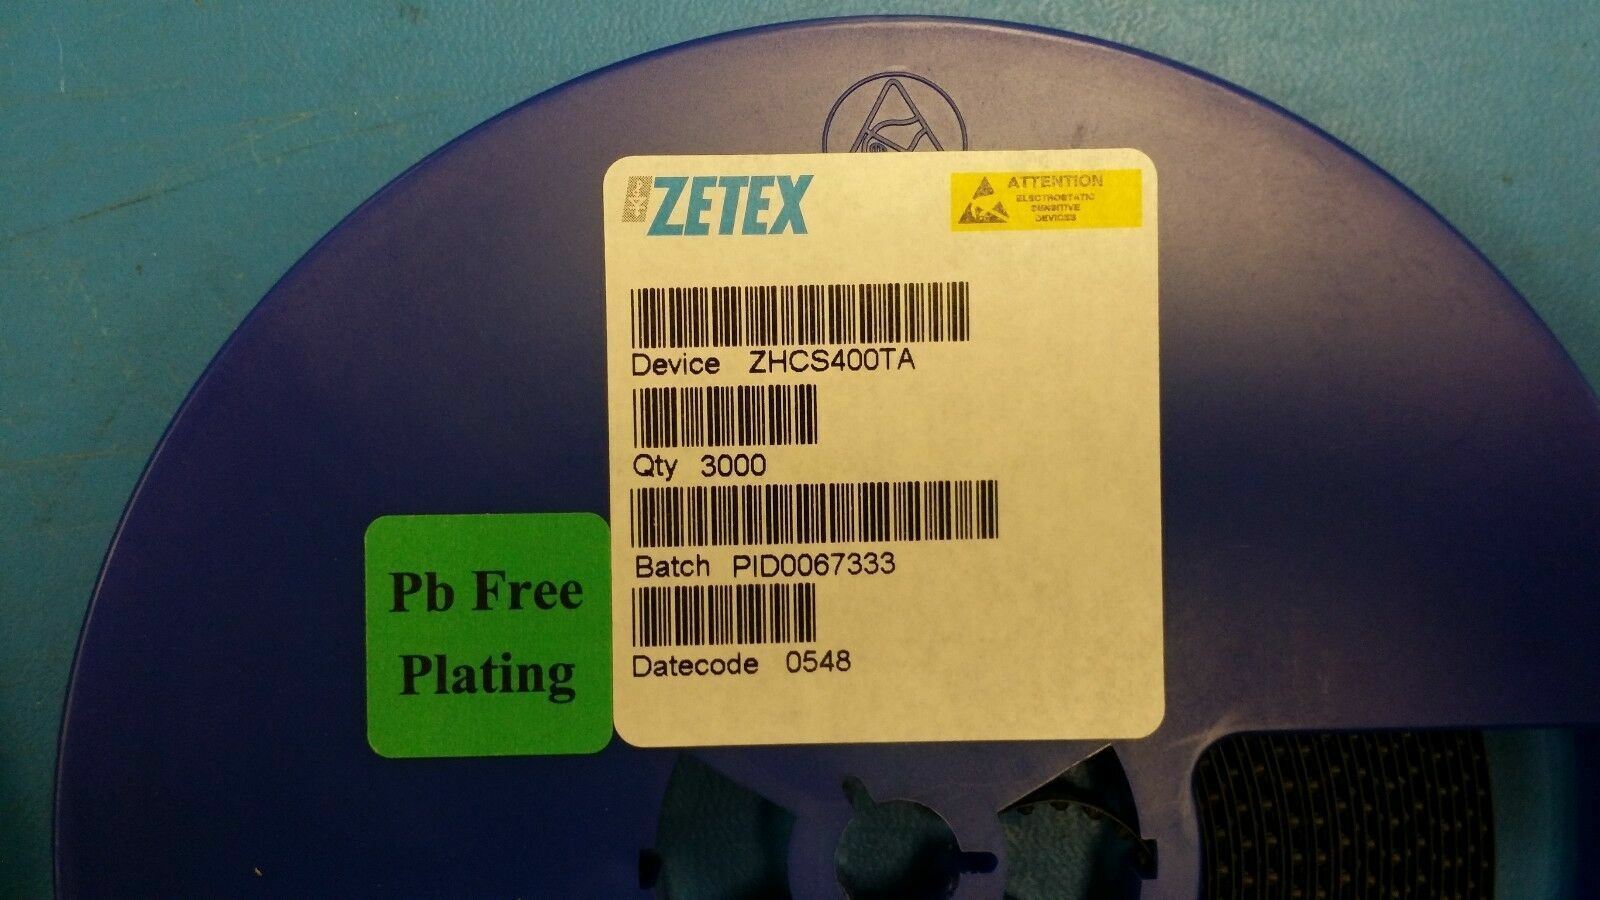 ZETEX
ATTENTION
ELECTROSTATIC
SENSITIVE
DEVICES
Device ZHCS400TA
Qty 3000
Batch PID0067333
Datecode 0548
Pb Free
Plating